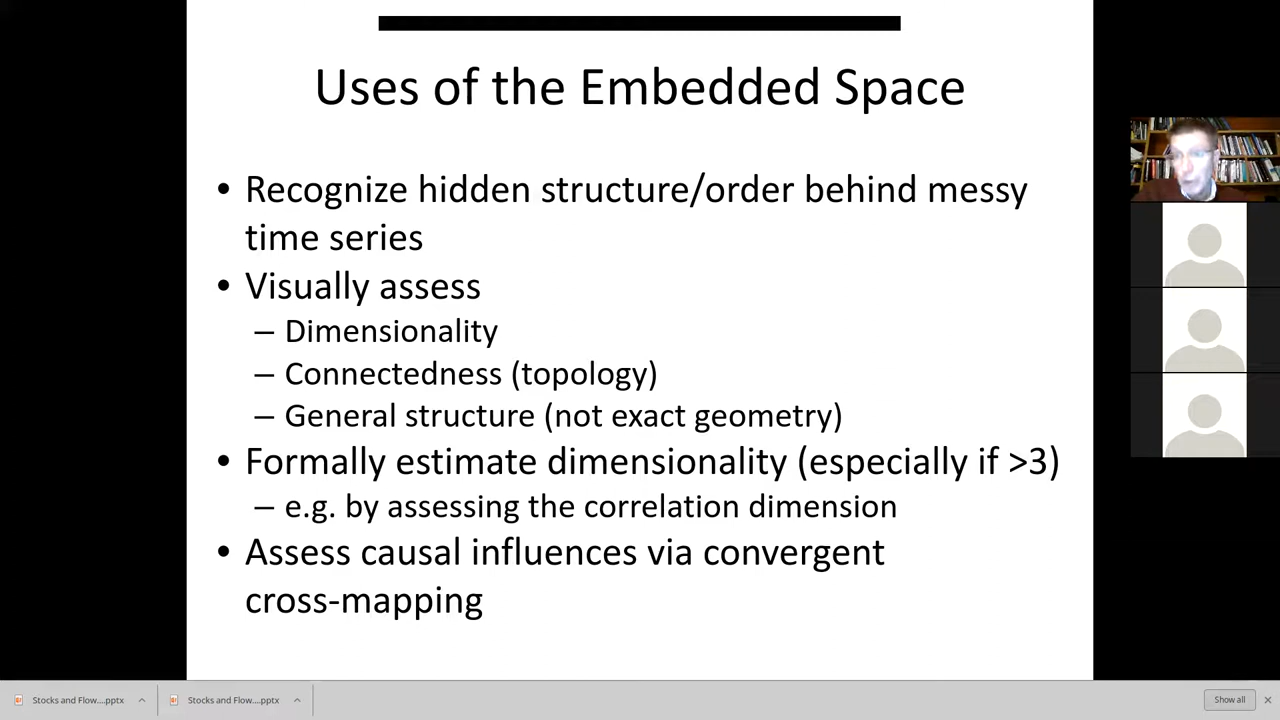 Uses of the Embedded Space
• Recognize hidden structure/order behind messy
time series
• Visually assess
– Dimensionality
– Connectedness (topology)
– General structure (not exact geometry)
• Formally estimate dimensionality (especially if >3)
– e.g. by assessing the correlation dimension
• Assess causal influences via convergent
cross-mapping
Stocks and Flow....pptx
Stocks and Flow....pptx
Show all